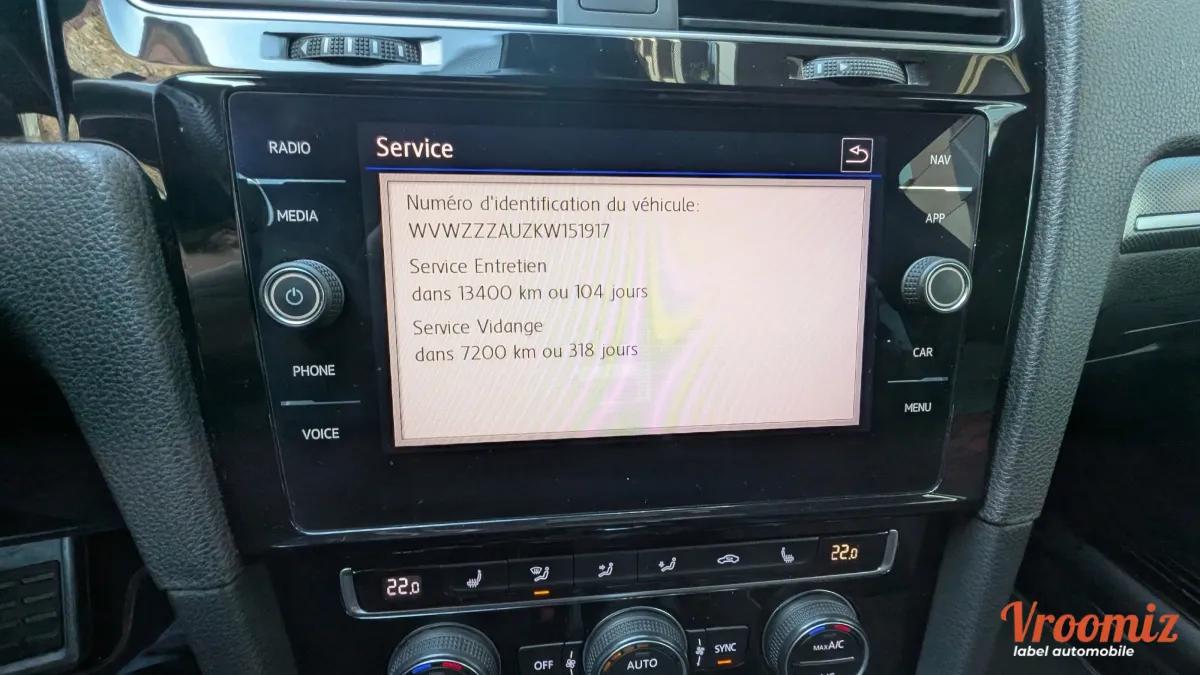 RADIO
MEDIA
PHONE
VOICE
Service
Numéro d'identification du véhicule:
WVWZZZAUZKW151917
Service Entretien
dans 13400 km ou 104 jours
Service Vidange
dans 7200 km ou 318 jours
NAV
APP
CAR
MENU
22.0
22.0
OFF
AUTO
SYNC
MAX A/C
Vroomiz
label automobile